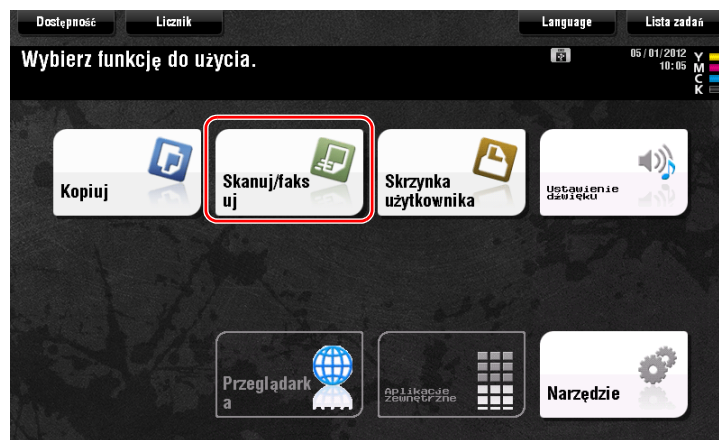 Dostępność Licznik Language Lista zadań
Wybierz funkcję do użycia.
05/01/2012
10:05
Y
M
C
K
Kopiuj
Skanuj/faks
uj
Skrzynka
użytkownika
Ustawienie
dźwięku
Przeglądark
a
Aplikacje
zewnętrzne
Narzędzie